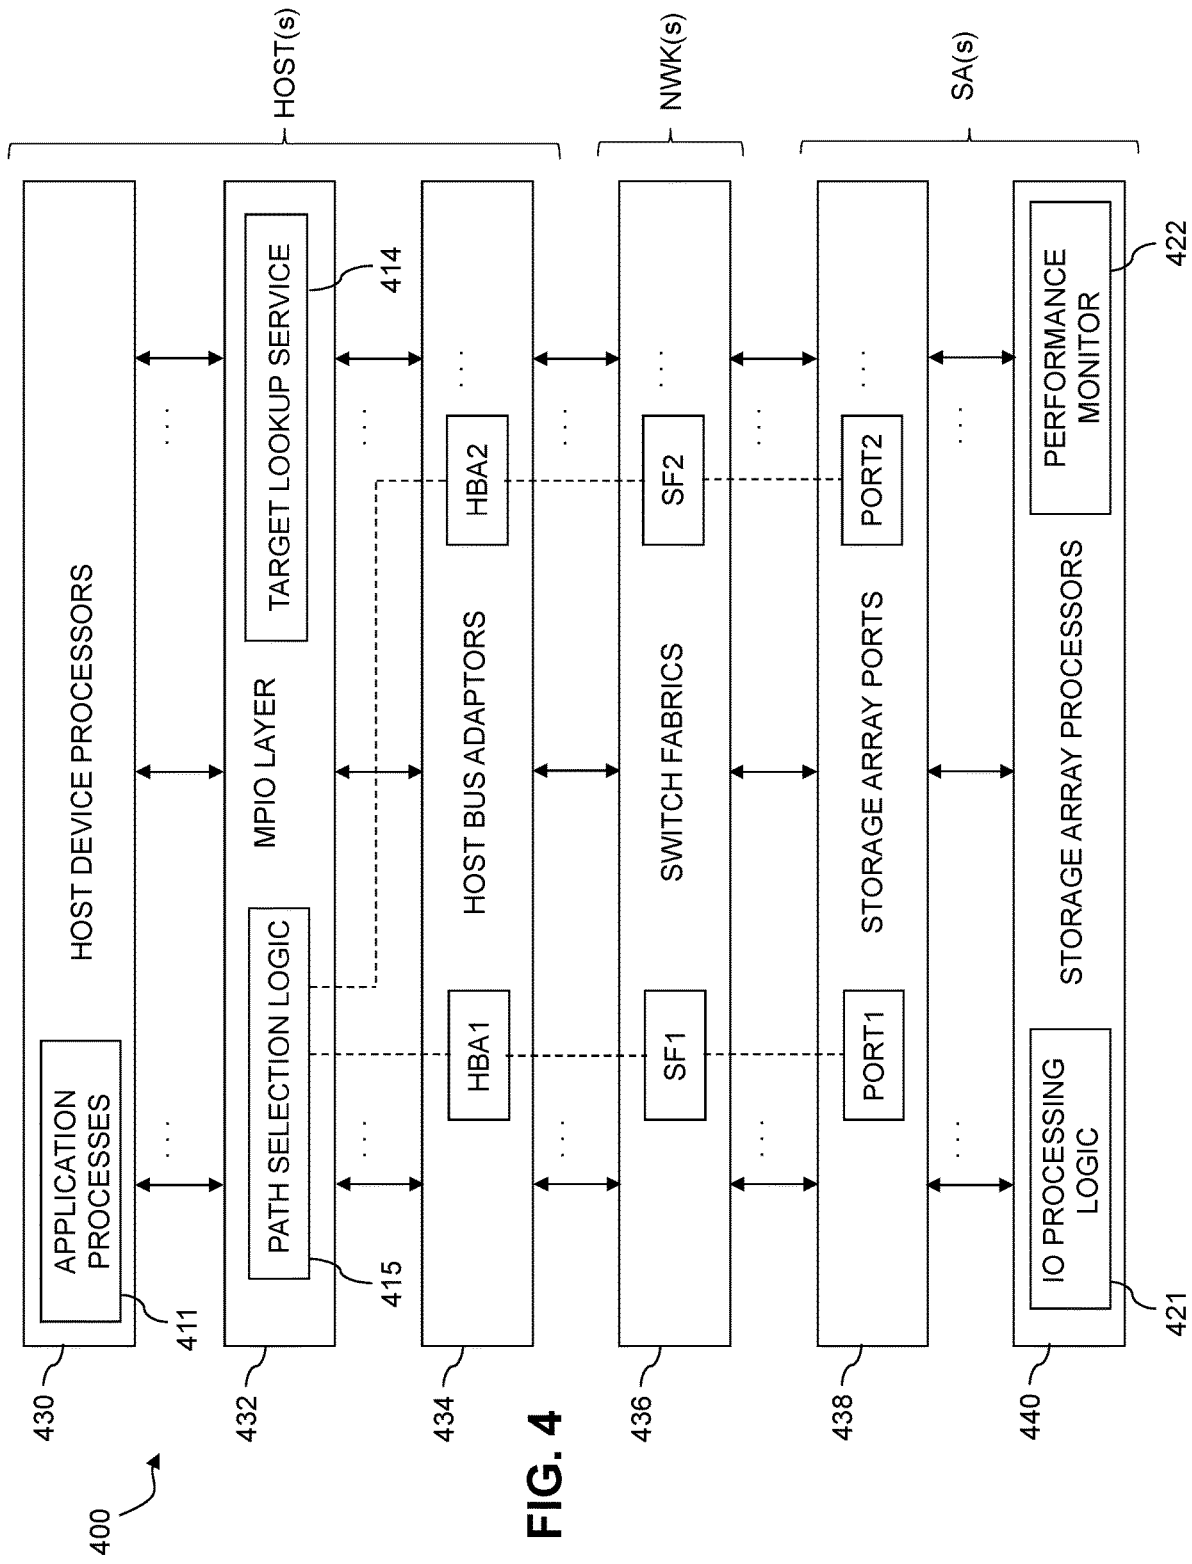 400
430
HOST DEVICE PROCESSORS
APPLICATION
PROCESSES
411
. . .
. . .
HOST(s)
432
PATH SELECTION LOGIC
415
MPIO LAYER
TARGET LOOKUP SERVICE
414
. . .
. . .
434
HBA1
HOST BUS ADAPTORS
HBA2
. . .
. . .
. . .
436
SF1
SWITCH FABRICS
SF2
. . .
NWK(s)
. . .
. . .
438
PORT1
STORAGE ARRAY PORTS
PORT2
. . .
SA(s)
. . .
. . .
440
IO PROCESSING
LOGIC
421
STORAGE ARRAY PROCESSORS
PERFORMANCE
MONITOR
422
FIG. 4